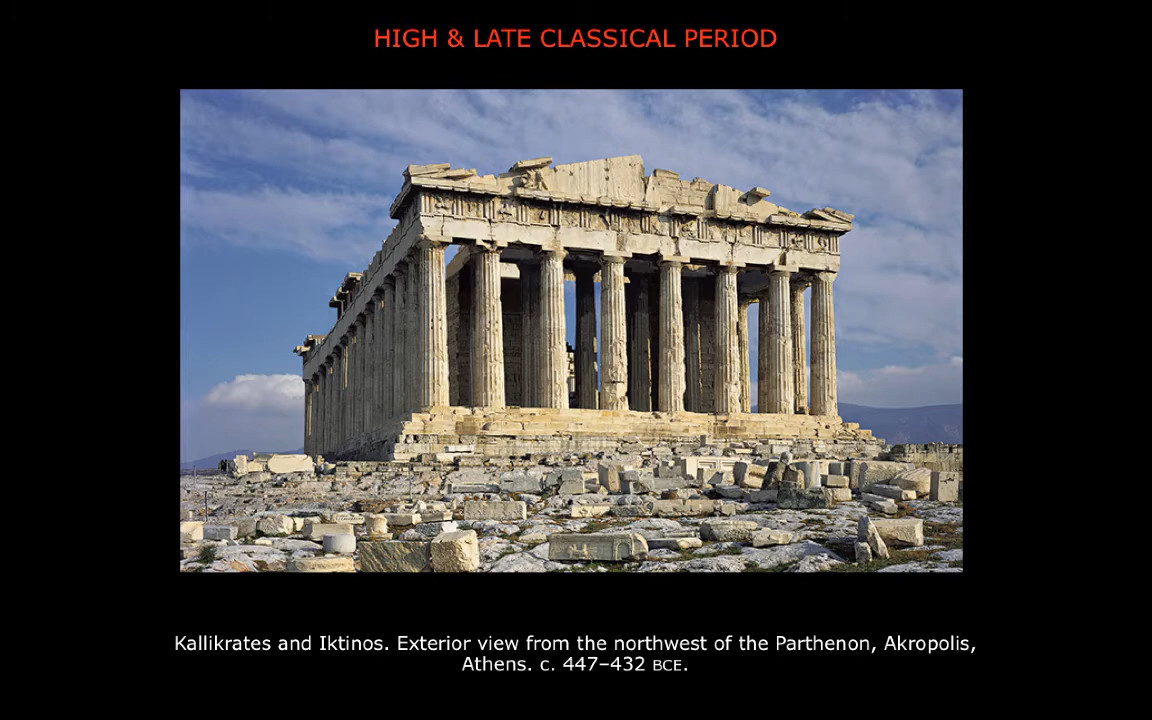 HIGH & LATE CLASSICAL PERIOD
Kallikrates and Iktinos. Exterior view from the northwest of the Parthenon, Akropolis,
Athens. c. 447–432 BCE.